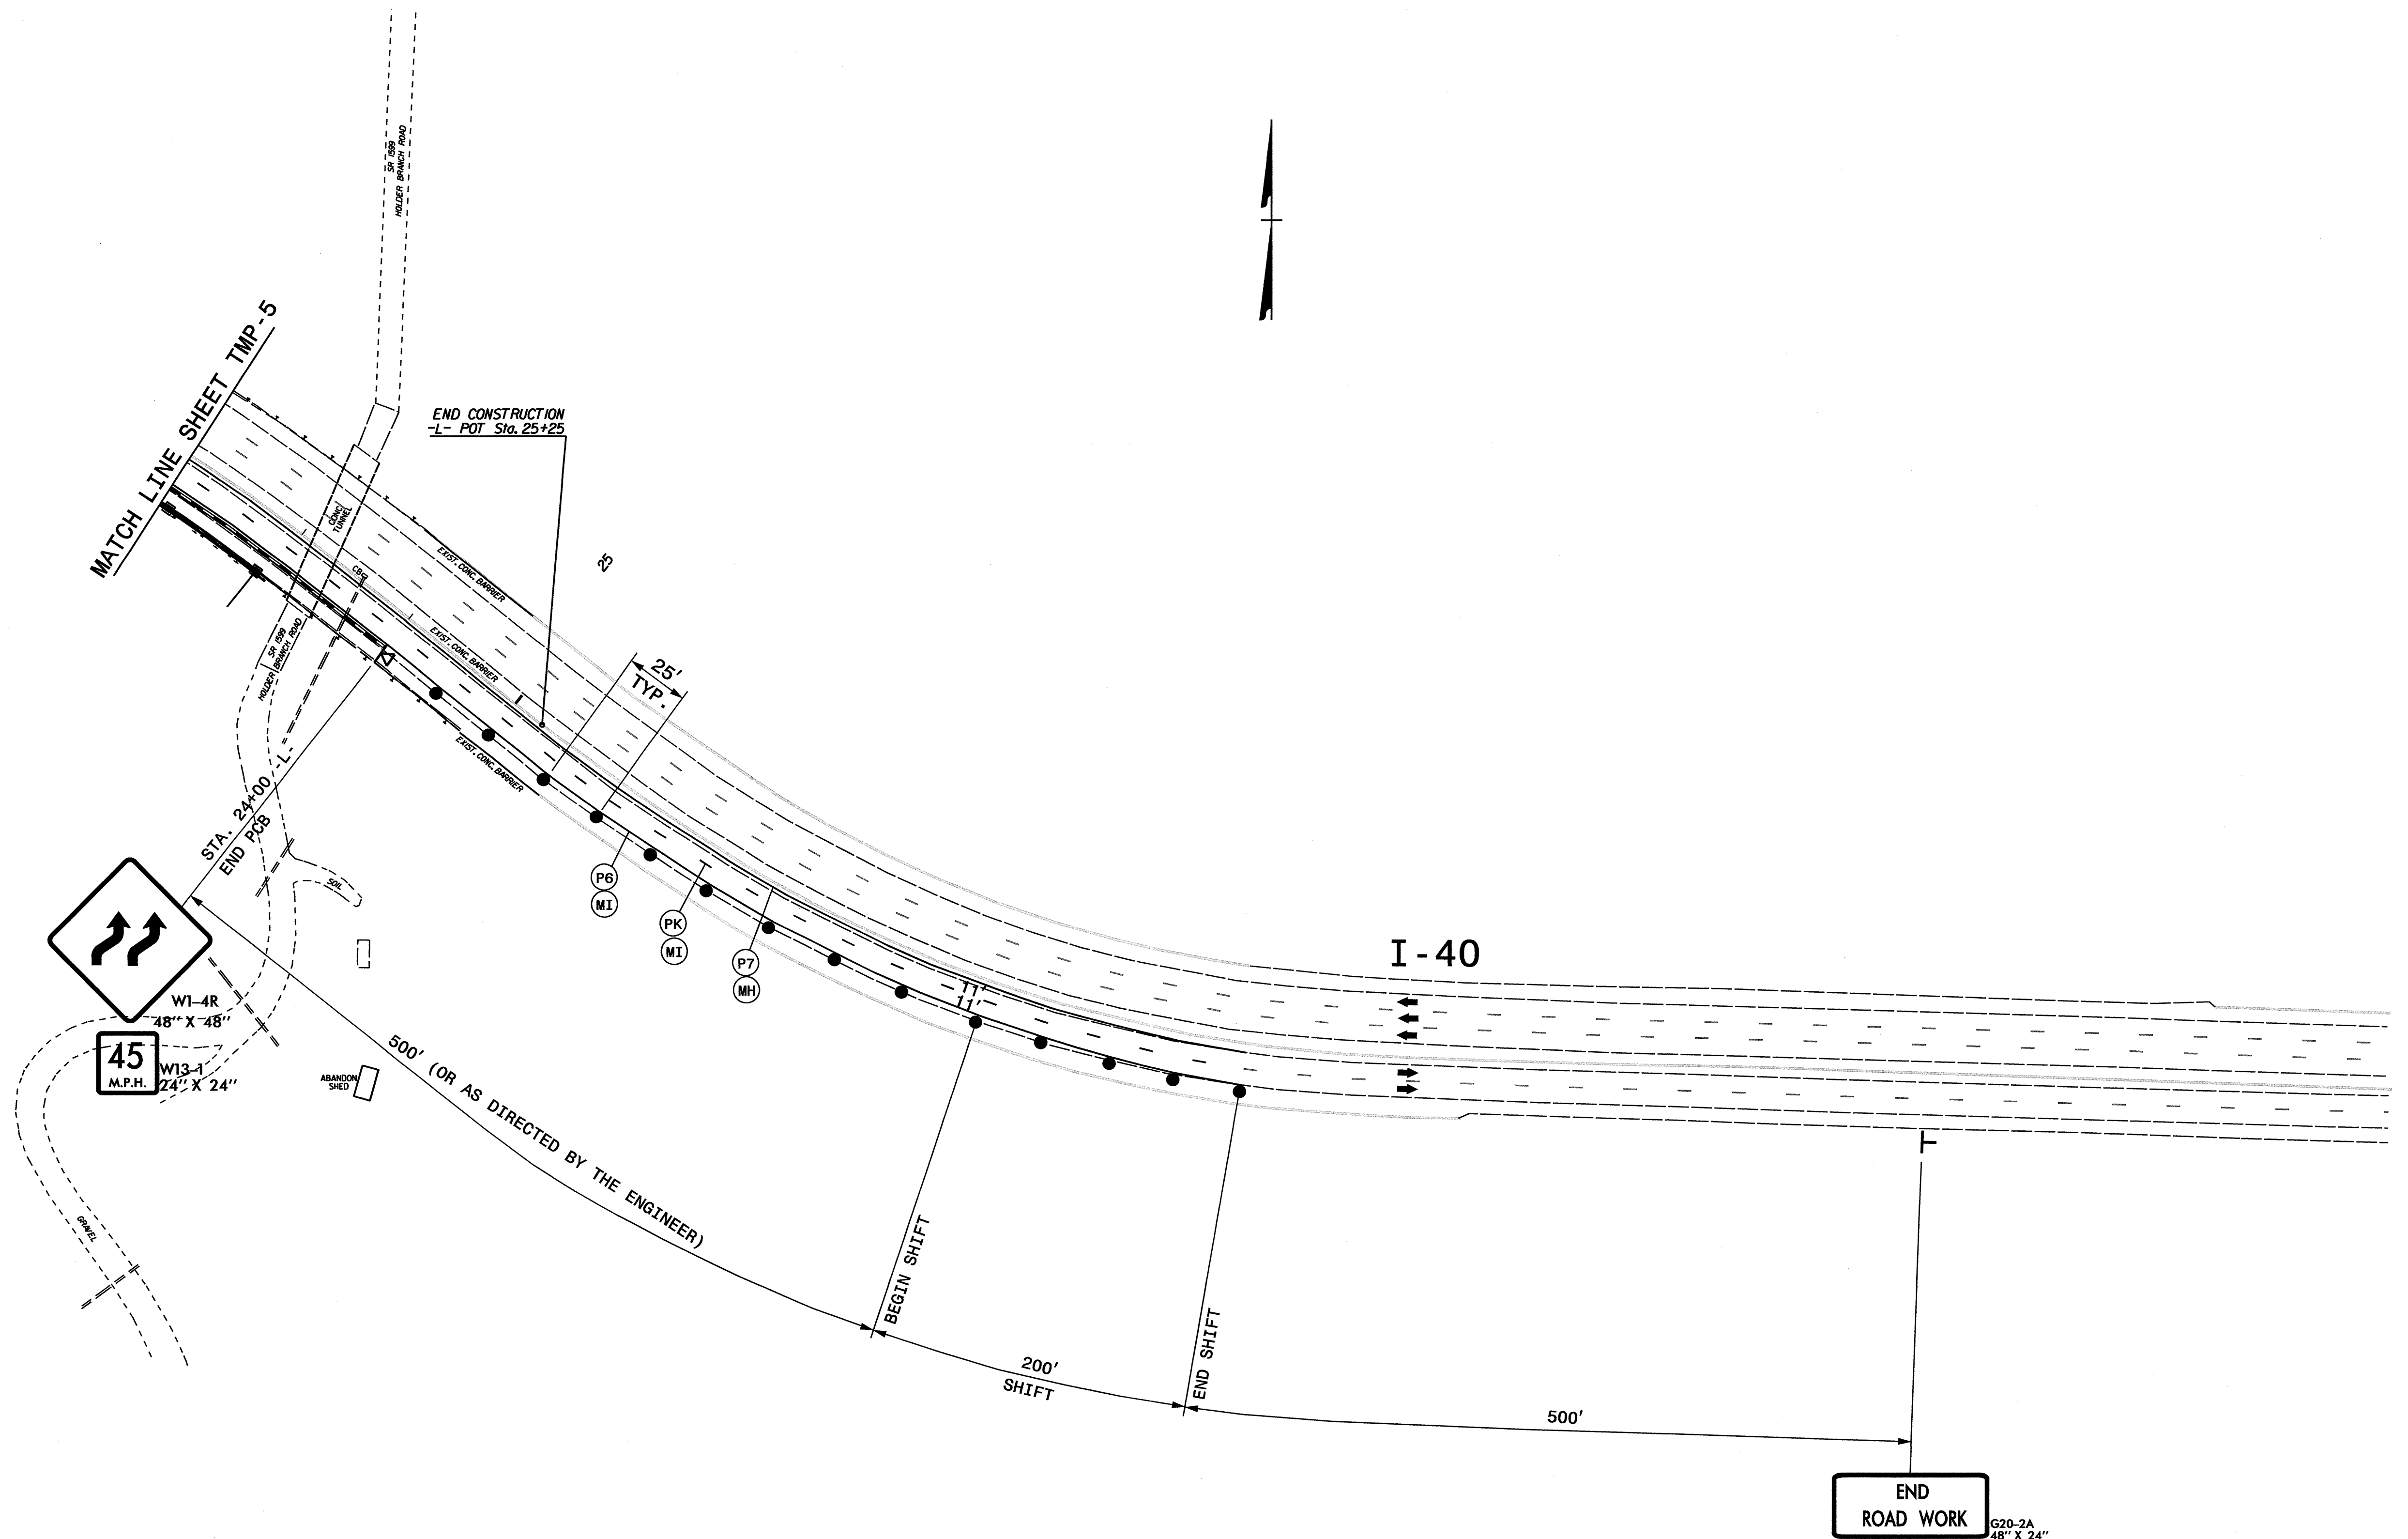 SR 1599
HOLDER BRANCH ROAD
MATCH LINE SHEET TMP-5
END CONSTRUCTION
-L- POT Sta. 25+25
CONC
TUNNEL
25
EXIST. CONC. BARRIER
CB
EXIST. CONC. BARRIER
SR 1599
HOLDER BRANCH ROAD
25'
TYP.
EXIST. CONC. BARRIER
STA. 24+00 -L-
END PCB
SOIL
P6
MI
PK
MI
P7
MH
11'
11'
I-40
W1-4R
48" X 48"
45
M.P.H.
W13-1
24" X 24"
ABANDON
SHED
500' (OR AS DIRECTED BY THE ENGINEER)
GRAVEL
BEGIN SHIFT
200'
SHIFT
END SHIFT
500'
END
ROAD WORK
G20-2A
48" X 24"